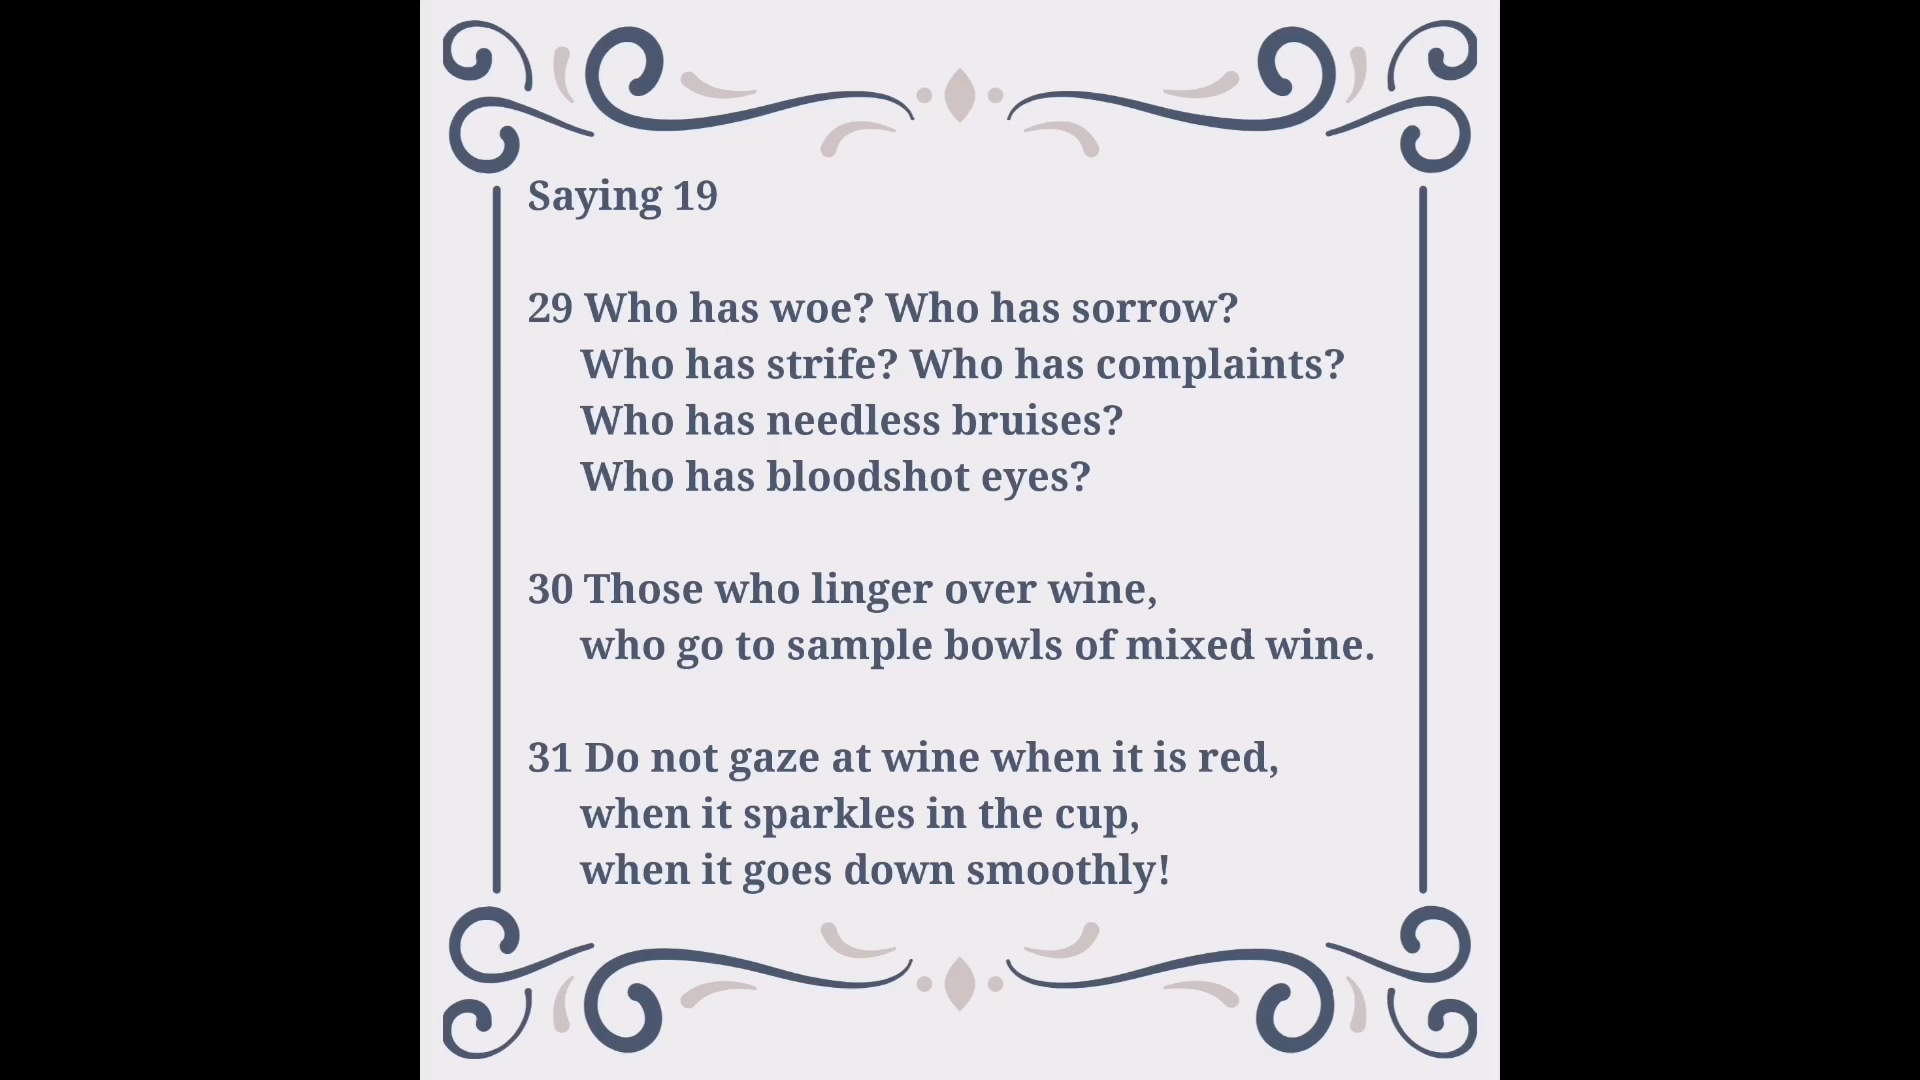 Saying 19
29 Who has woe? Who has sorrow?
Who has strife? Who has complaints?
Who has needless bruises?
Who has bloodshot eyes?
30 Those who linger over wine,
who go to sample bowls of mixed wine.
31 Do not gaze at wine when it is red,
when it sparkles in the cup,
when it goes down smoothly!